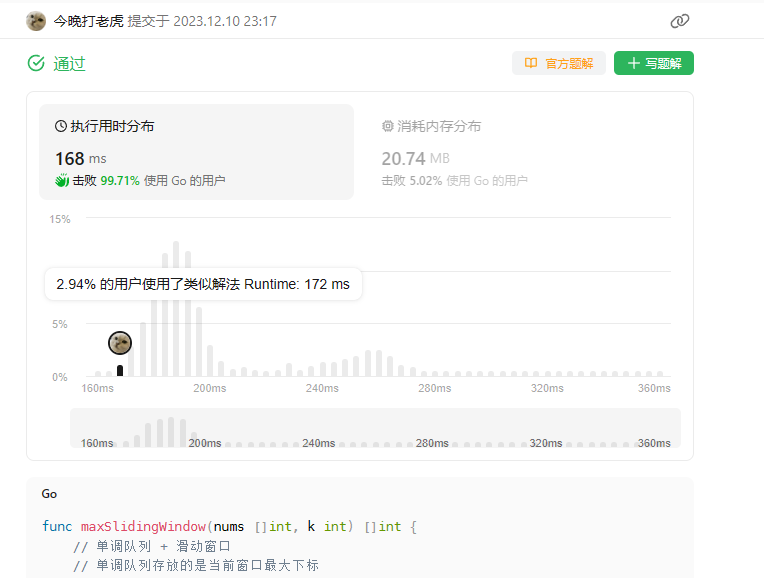 今晚打老虎 提交于 2023.12.10 23:17
通过
官方题解
写题解
执行用时分布
168 ms
击败 99.71% 使用 Go 的用户
消耗内存分布
20.74 MB
击败 5.02% 使用 Go 的用户
15%
2.94% 的用户使用了类似解法 Runtime: 172 ms
5%
0%
160ms 200ms 240ms 280ms 320ms 360ms
160ms 200ms 240ms 280ms 320ms 360ms
Go
func maxSlidingWindow(nums []int, k int) []int {
// 单调队列 + 滑动窗口
// 单调队列存放的是当前窗口最大下标